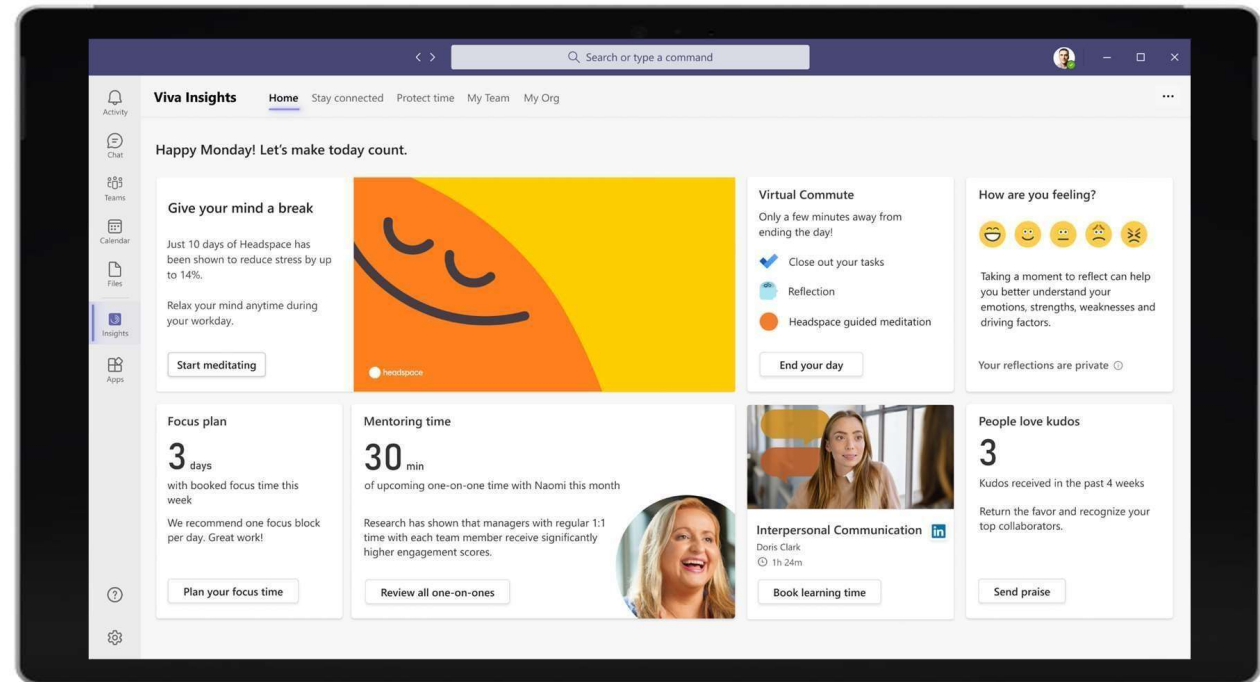 Search or type a command
Activity
Chat
Teams
Calendar
Files
Insights
Apps
Viva Insights
Home
Stay connected
Protect time
My Team
My Org
Happy Monday! Let's make today count.
Give your mind a break
Just 10 days of Headspace has
been shown to reduce stress by up
to 14%.
Relax your mind anytime during
your workday.
Start meditating
headspace
Virtual Commute
Only a few minutes away from
ending the day!
Close out your tasks
Reflection
Headspace guided meditation
End your day
How are you feeling?
Taking a moment to reflect can help
you better understand your
emotions, strengths, weaknesses and
driving factors.
Your reflections are private
Focus plan
3 days
with booked focus time this
week
We recommend one focus block
per day. Great work!
Plan your focus time
Mentoring time
30 min
of upcoming one-on-one time with Naomi this month
Research has shown that managers with regular 1:1
time with each team member receive significantly
higher engagement scores.
Review all one-on-ones
Interpersonal Communication
in
Doris Clark
1h 24m
Book learning time
People love kudos
3
Kudos received in the past 4 weeks
Return the favor and recognize your
top collaborators.
Send praise